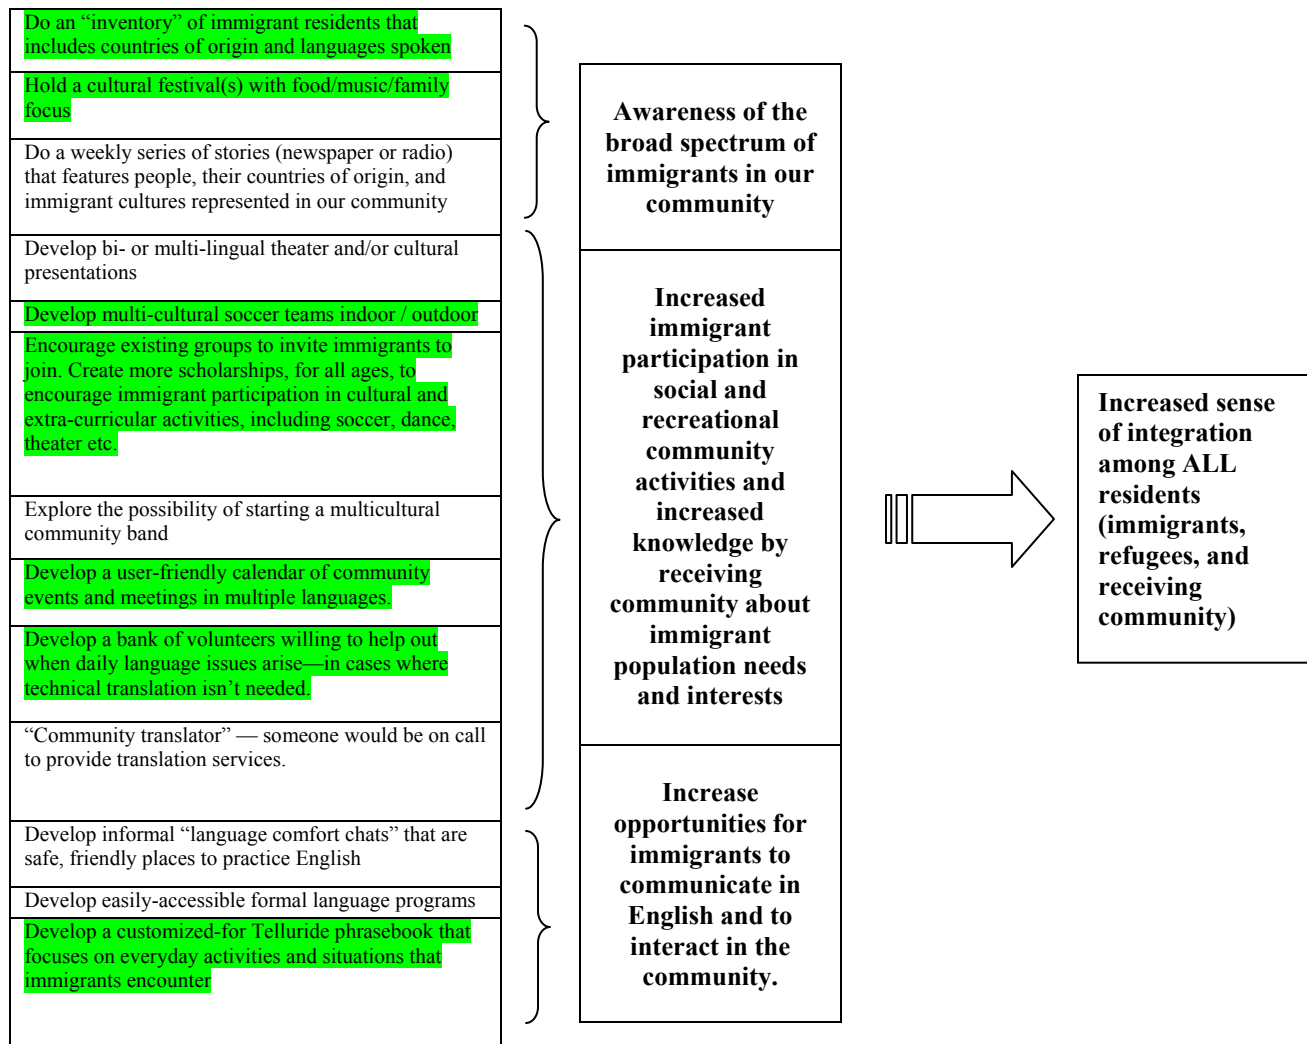 Do an “inventory” of immigrant residents that
includes countries of origin and languages spoken
Hold a cultural festival(s) with food/music/family
focus
Do a weekly series of stories (newspaper or radio)
that features people, their countries of origin, and
immigrant cultures represented in our community
Develop bi- or multi-lingual theater and/or cultural
presentations
Develop multi-cultural soccer teams indoor / outdoor
Encourage existing groups to invite immigrants to
join. Create more scholarships, for all ages, to
encourage immigrant participation in cultural and
extra-curricular activities, including soccer, dance,
theater etc.
Explore the possibility of starting a multicultural
community band
Develop a user-friendly calendar of community
events and meetings in multiple languages.
Develop a bank of volunteers willing to help out
when daily language issues arise—in cases where
technical translation isn’t needed.
“Community translator” — someone would be on call
to provide translation services.
Develop informal “language comfort chats” that are
safe, friendly places to practice English
Develop easily-accessible formal language programs
Develop a customized-for Telluride phrasebook that
focuses on everyday activities and situations that
immigrants encounter
Awareness of the
broad spectrum of
immigrants in our
community
Increased
immigrant
participation in
social and
recreational
community
activities and
increased
knowledge by
receiving
community about
immigrant
population needs
and interests
Increase
opportunities for
immigrants to
communicate in
English and to
interact in the
community.
Increased sense
of integration
among ALL
residents
(immigrants,
refugees, and
receiving
community)